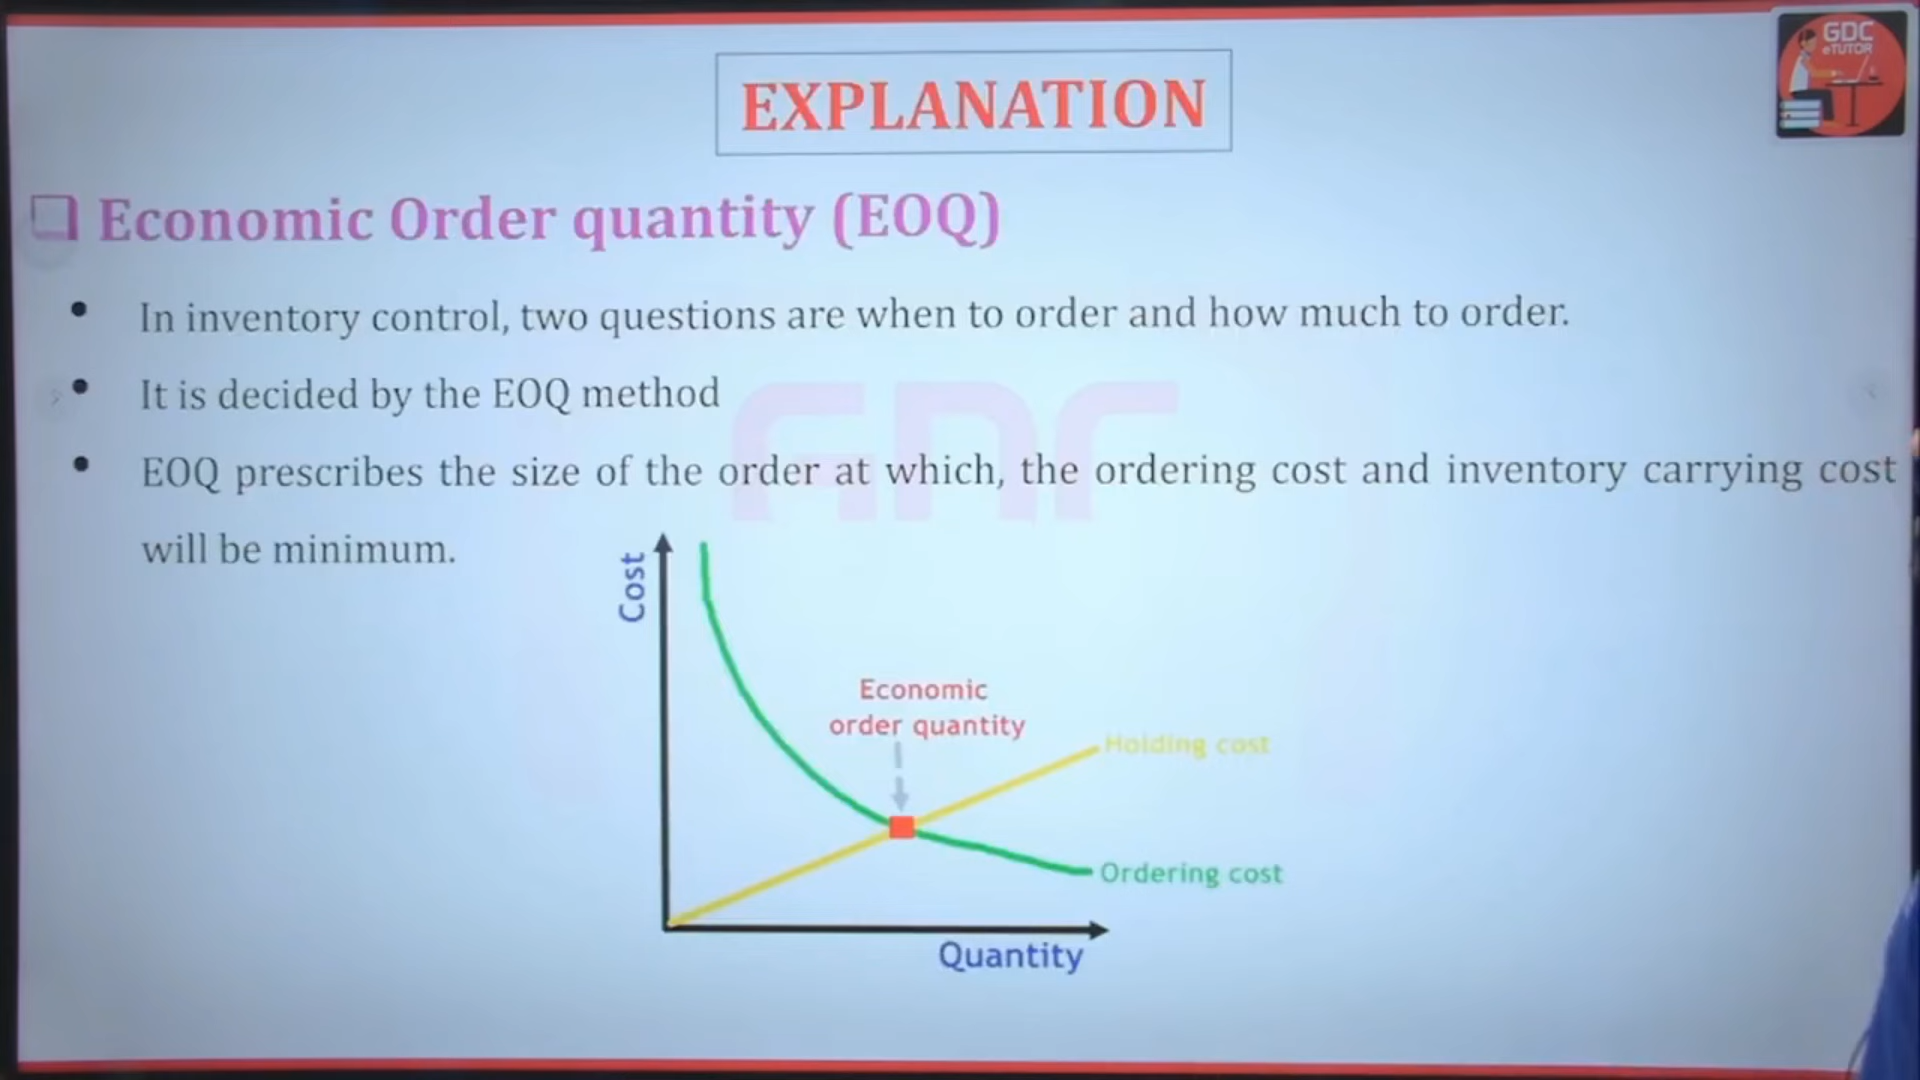 GDC
eTUTOR
EXPLANATION
Economic Order quantity (EOQ)
• In inventory control, two questions are when to order and how much to order.
• It is decided by the EOQ method
• EOQ prescribes the size of the order at which, the ordering cost and inventory carrying cost
will be minimum.
Cost
Economic
order quantity
Holding cost
Ordering cost
Quantity